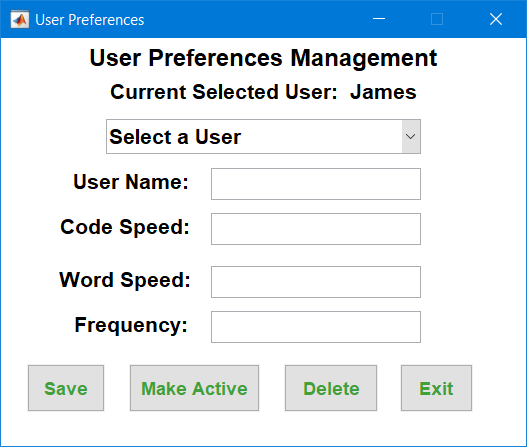 User Preferences
User Preferences Management
Current Selected User: James
Select a User
User Name:
Code Speed:
Word Speed:
Frequency:
Save Make Active Delete Exit